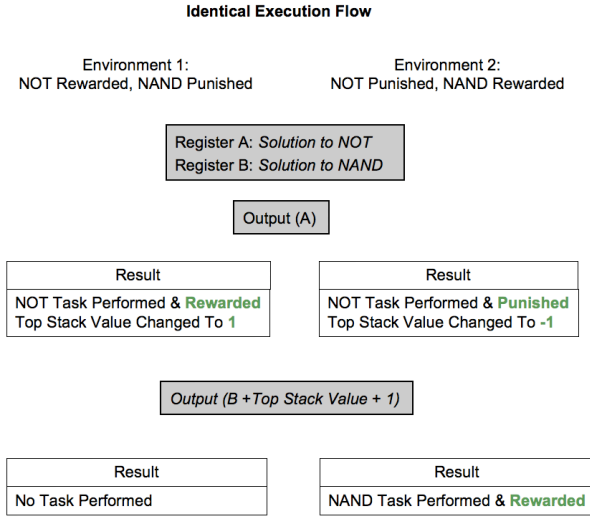 Identical Execution Flow
Environment 1:
NOT Rewarded, NAND Punished
Environment 2:
NOT Punished, NAND Rewarded
Register A: Solution to NOT
Register B: Solution to NAND
Output (A)
Result
NOT Task Performed & Rewarded
Top Stack Value Changed To 1
Result
NOT Task Performed & Punished
Top Stack Value Changed To -1
Output (B +Top Stack Value + 1)
Result
No Task Performed
Result
NAND Task Performed & Rewarded